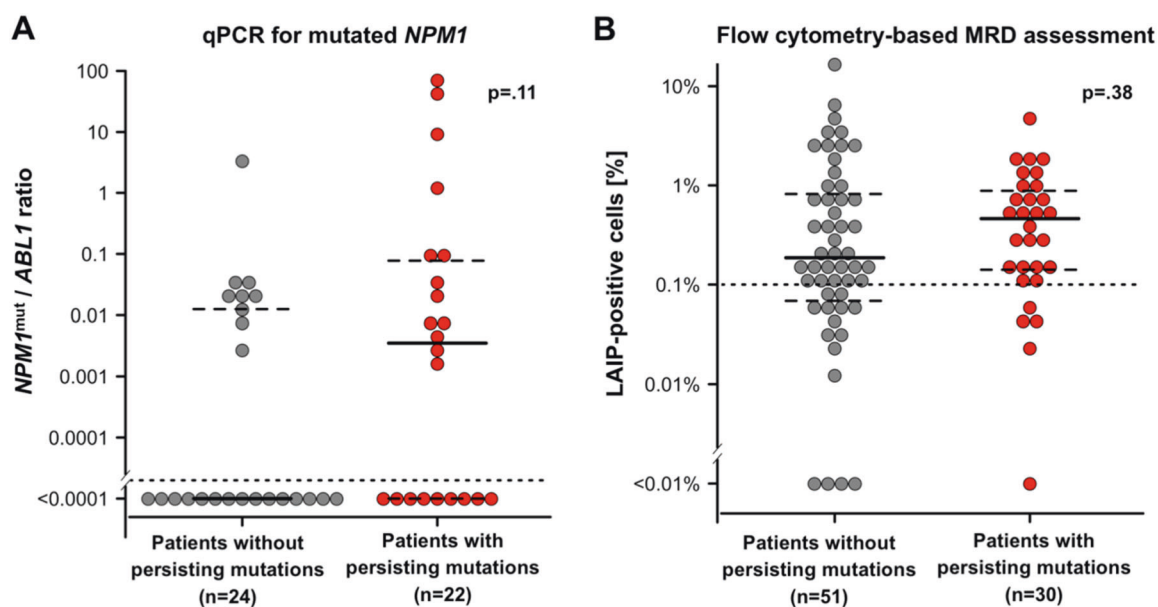 A
qPCR for mutated NPM1
p=.11
NPM1mut / ABL1 ratio
100
10
1
0.1
0.01
0.001
0.0001
<0.0001
Patients without
persisting mutations
(n=24)
Patients with
persisting mutations
(n=22)
B
Flow cytometry-based MRD assessment
p=.38
LAIP-positive cells [%]
10%
1%
0.1%
0.01%
<0.01%
Patients without
persisting mutations
(n=51)
Patients with
persisting mutations
(n=30)